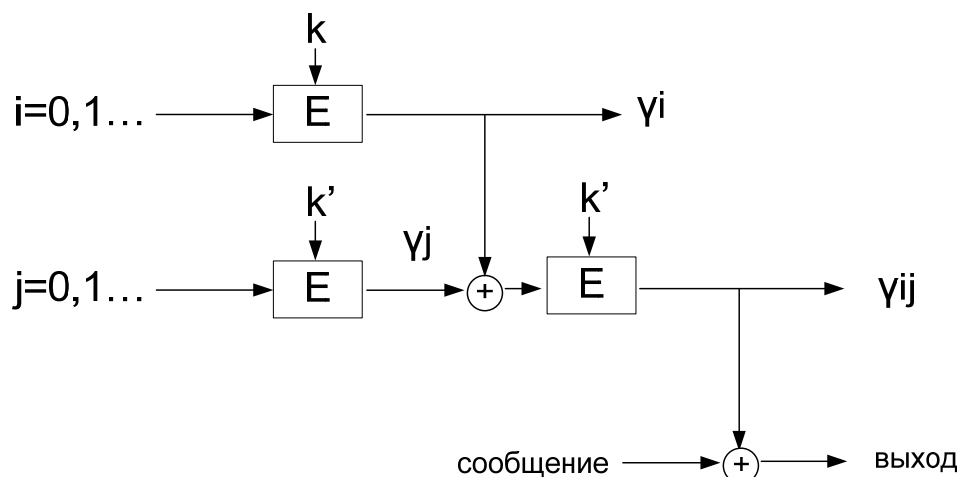 k
i=0,1…
E
γi
k’
k’
γj
j=0,1…
E
+
E
γij
сообщение
+
выход